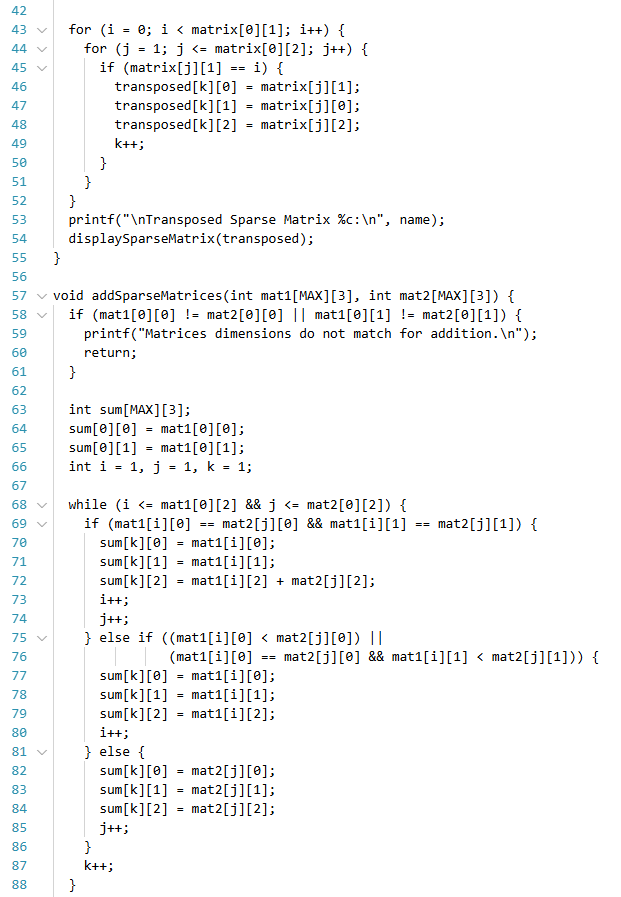 42
43   for (i = 0; i < matrix[0][1]; i++) {
44     for (j = 1; j <= matrix[0][2]; j++) {
45       if (matrix[j][1] == i) {
46         transposed[k][0] = matrix[j][1];
47         transposed[k][1] = matrix[j][0];
48         transposed[k][2] = matrix[j][2];
49         k++;
50       }
51     }
52   }
53   printf("\nTransposed Sparse Matrix %c:\n", name);
54   displaySparseMatrix(transposed);
55 }
56
57 void addSparseMatrices(int mat1[MAX][3], int mat2[MAX][3]) {
58   if (mat1[0][0] != mat2[0][0] || mat1[0][1] != mat2[0][1]) {
59     printf("Matrices dimensions do not match for addition.\n");
60     return;
61   }
62
63   int sum[MAX][3];
64   sum[0][0] = mat1[0][0];
65   sum[0][1] = mat1[0][1];
66   int i = 1, j = 1, k = 1;
67
68   while (i <= mat1[0][2] && j <= mat2[0][2]) {
69     if (mat1[i][0] == mat2[j][0] && mat1[i][1] == mat2[j][1]) {
70       sum[k][0] = mat1[i][0];
71       sum[k][1] = mat1[i][1];
72       sum[k][2] = mat1[i][2] + mat2[j][2];
73       i++;
74       j++;
75     } else if ((mat1[i][0] < mat2[j][0]) ||
76                (mat1[i][0] == mat2[j][0] && mat1[i][1] < mat2[j][1])) {
77       sum[k][0] = mat1[i][0];
78       sum[k][1] = mat1[i][1];
79       sum[k][2] = mat1[i][2];
80       i++;
81     } else {
82       sum[k][0] = mat2[j][0];
83       sum[k][1] = mat2[j][1];
84       sum[k][2] = mat2[j][2];
85       j++;
86     }
87     k++;
88   }